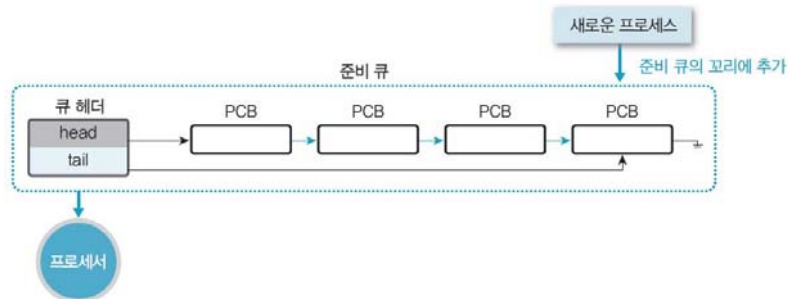 새로운 프로세스
준비 큐의 꼬리에 추가
준비 큐
큐 헤더
PCB PCB PCB PCB
head
tail
프로세서